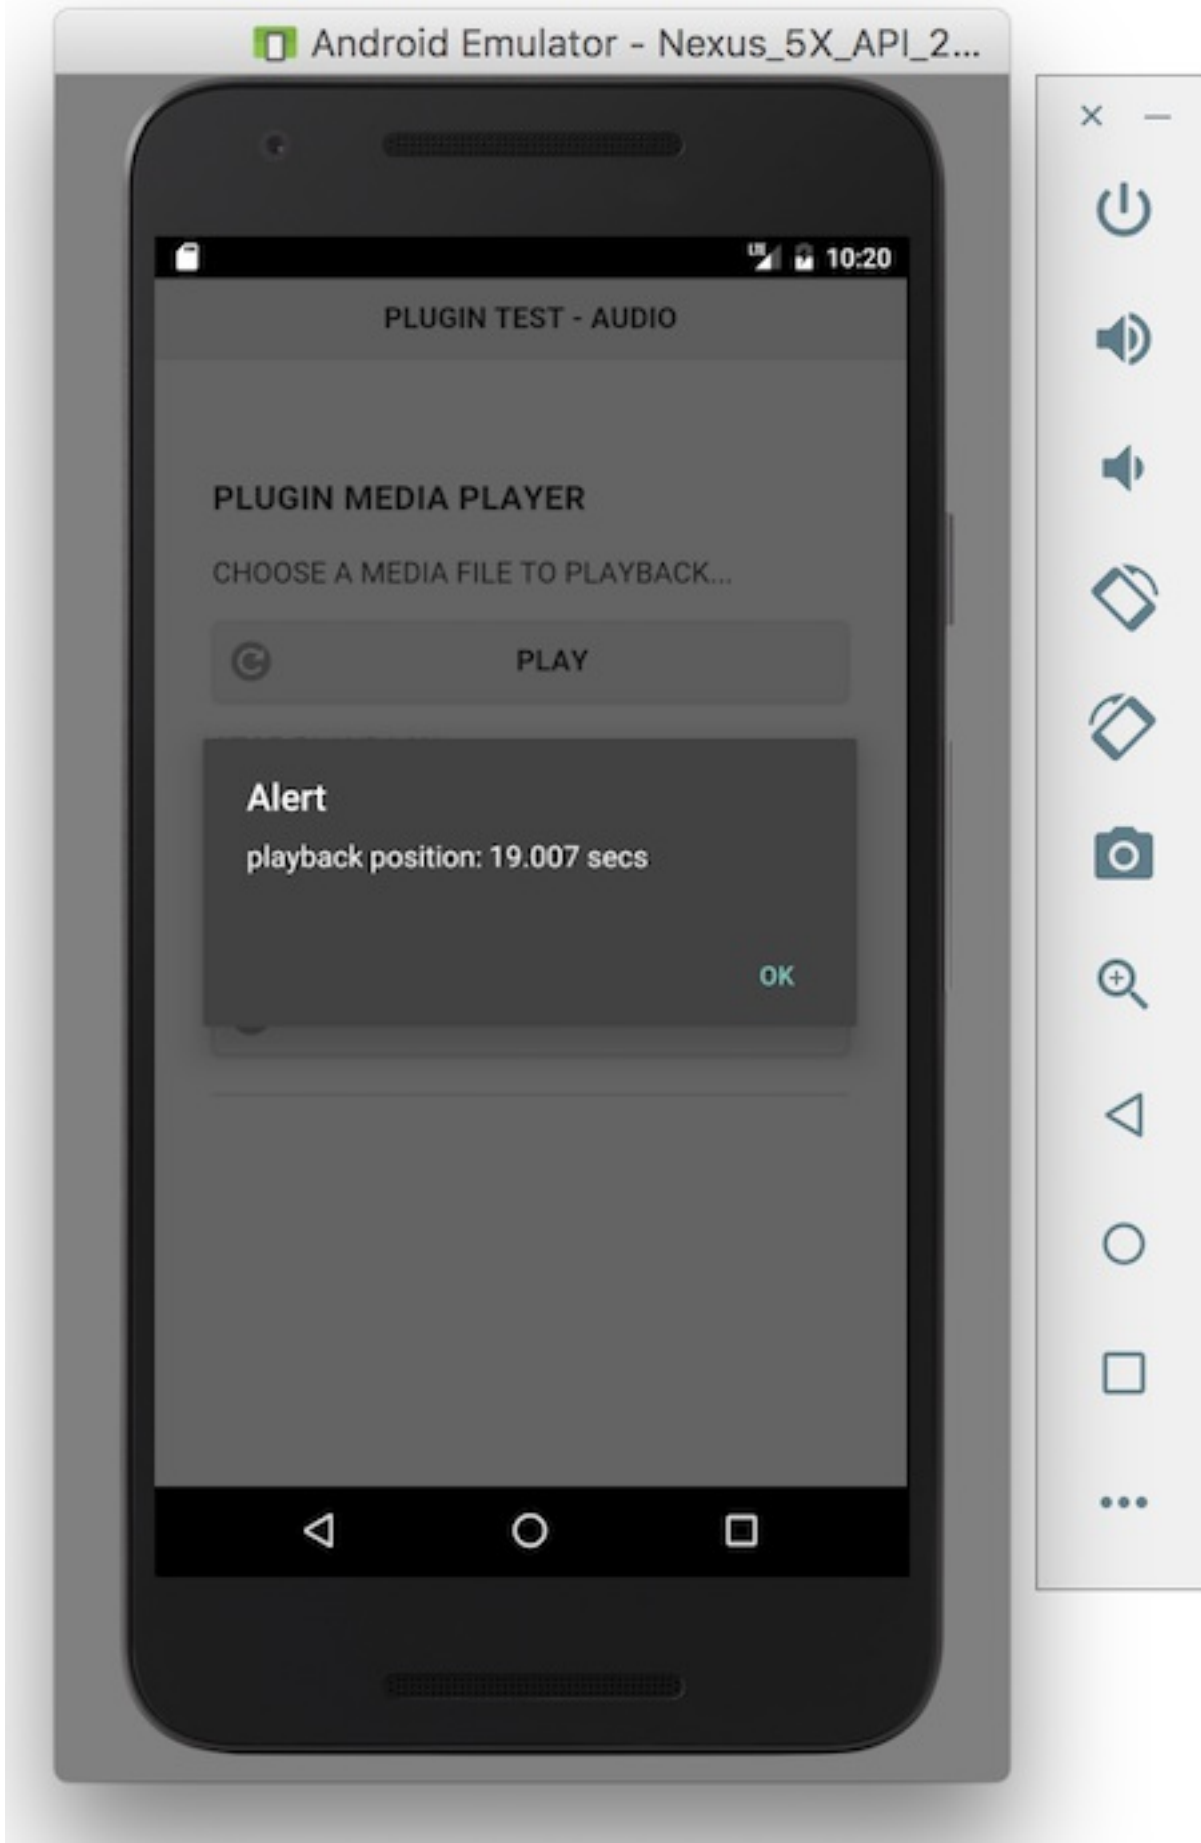 Android Emulator - Nexus_5X_API_2...
LTE 10:20
PLUGIN TEST - AUDIO
PLUGIN MEDIA PLAYER
CHOOSE A MEDIA FILE TO PLAYBACK...
PLAY
Alert
playback position: 19.007 secs
OK